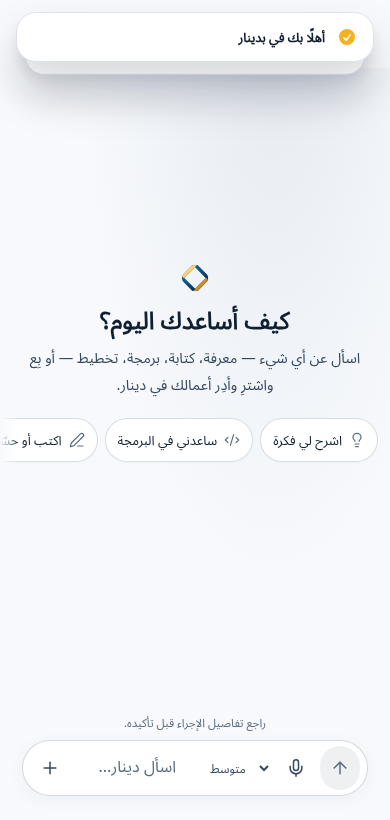 أهلًا بك في بدينار
كيف أساعدك اليوم؟
اسأل عن أي شيء — معرفة، كتابة، برمجة، تخطيط — أو بِع
واشترِ وأدِر أعمالك في دينار.
اشرح لي فكرة
ساعدني في البرمجة
اكتب أو
راجع تفاصيل الإجراء قبل تأكيده.
متوسط
اسأل دينار...